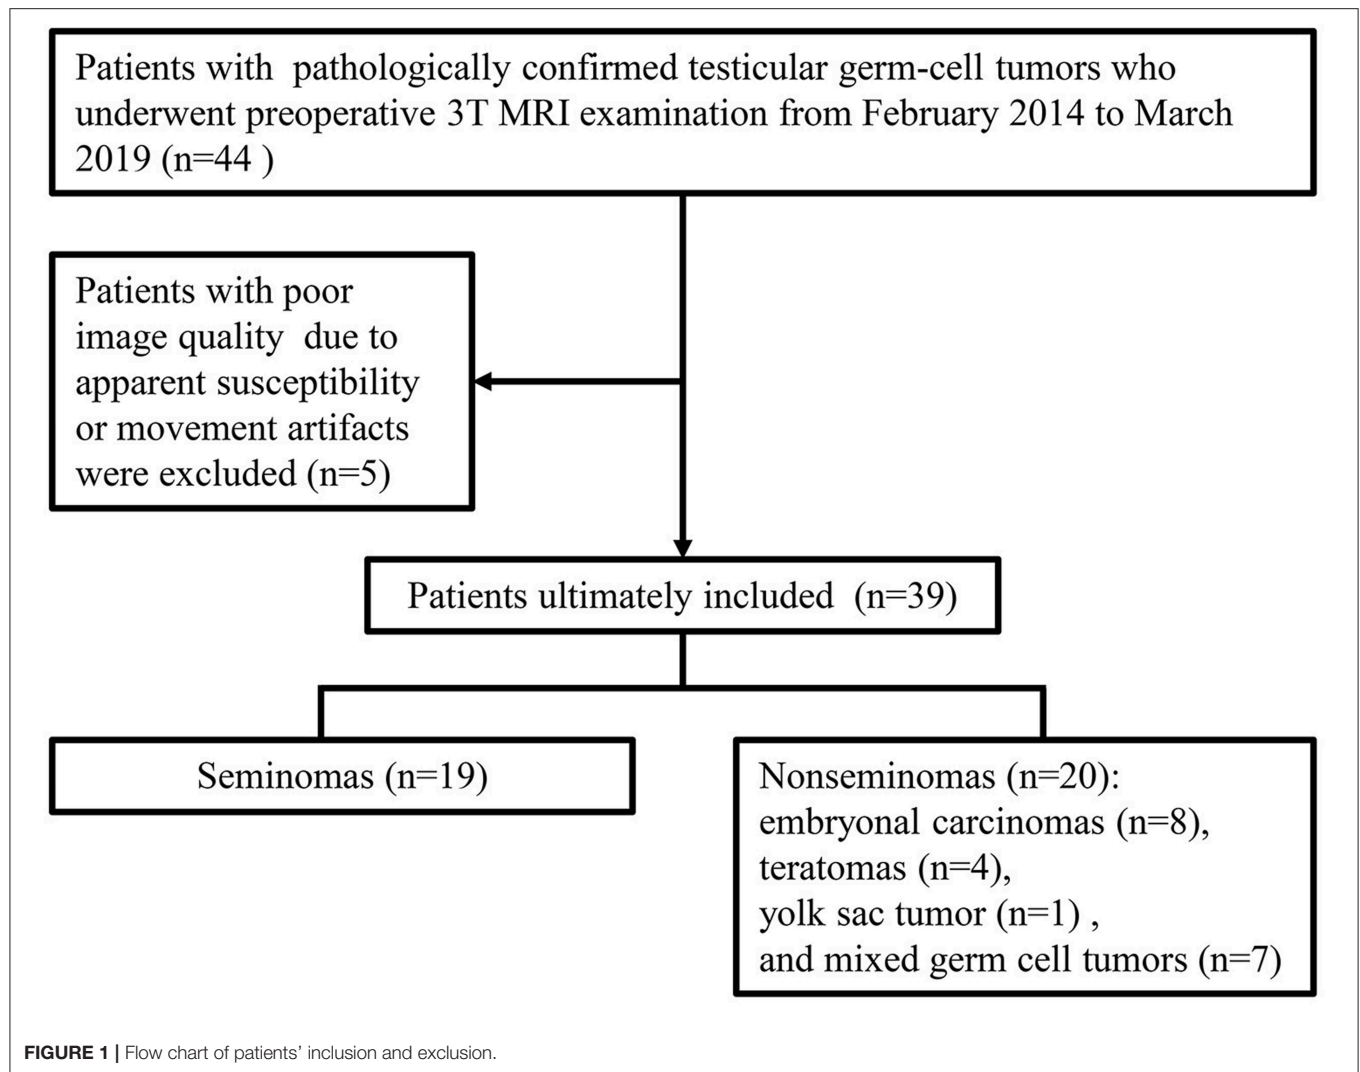 Patients with pathologically confirmed testicular germ-cell tumors who
underwent preoperative 3T MRI examination from February 2014 to March
2019 (n=44 )
Patients with poor
image quality due to
apparent susceptibility
or movement artifacts
were excluded (n=5)
Patients ultimately included (n=39)
Seminomas (n=19)
Nonseminomas (n=20):
embryonal carcinomas (n=8),
teratomas (n=4),
yolk sac tumor (n=1) ,
and mixed germ cell tumors (n=7)
FIGURE 1 | Flow chart of patients’ inclusion and exclusion.